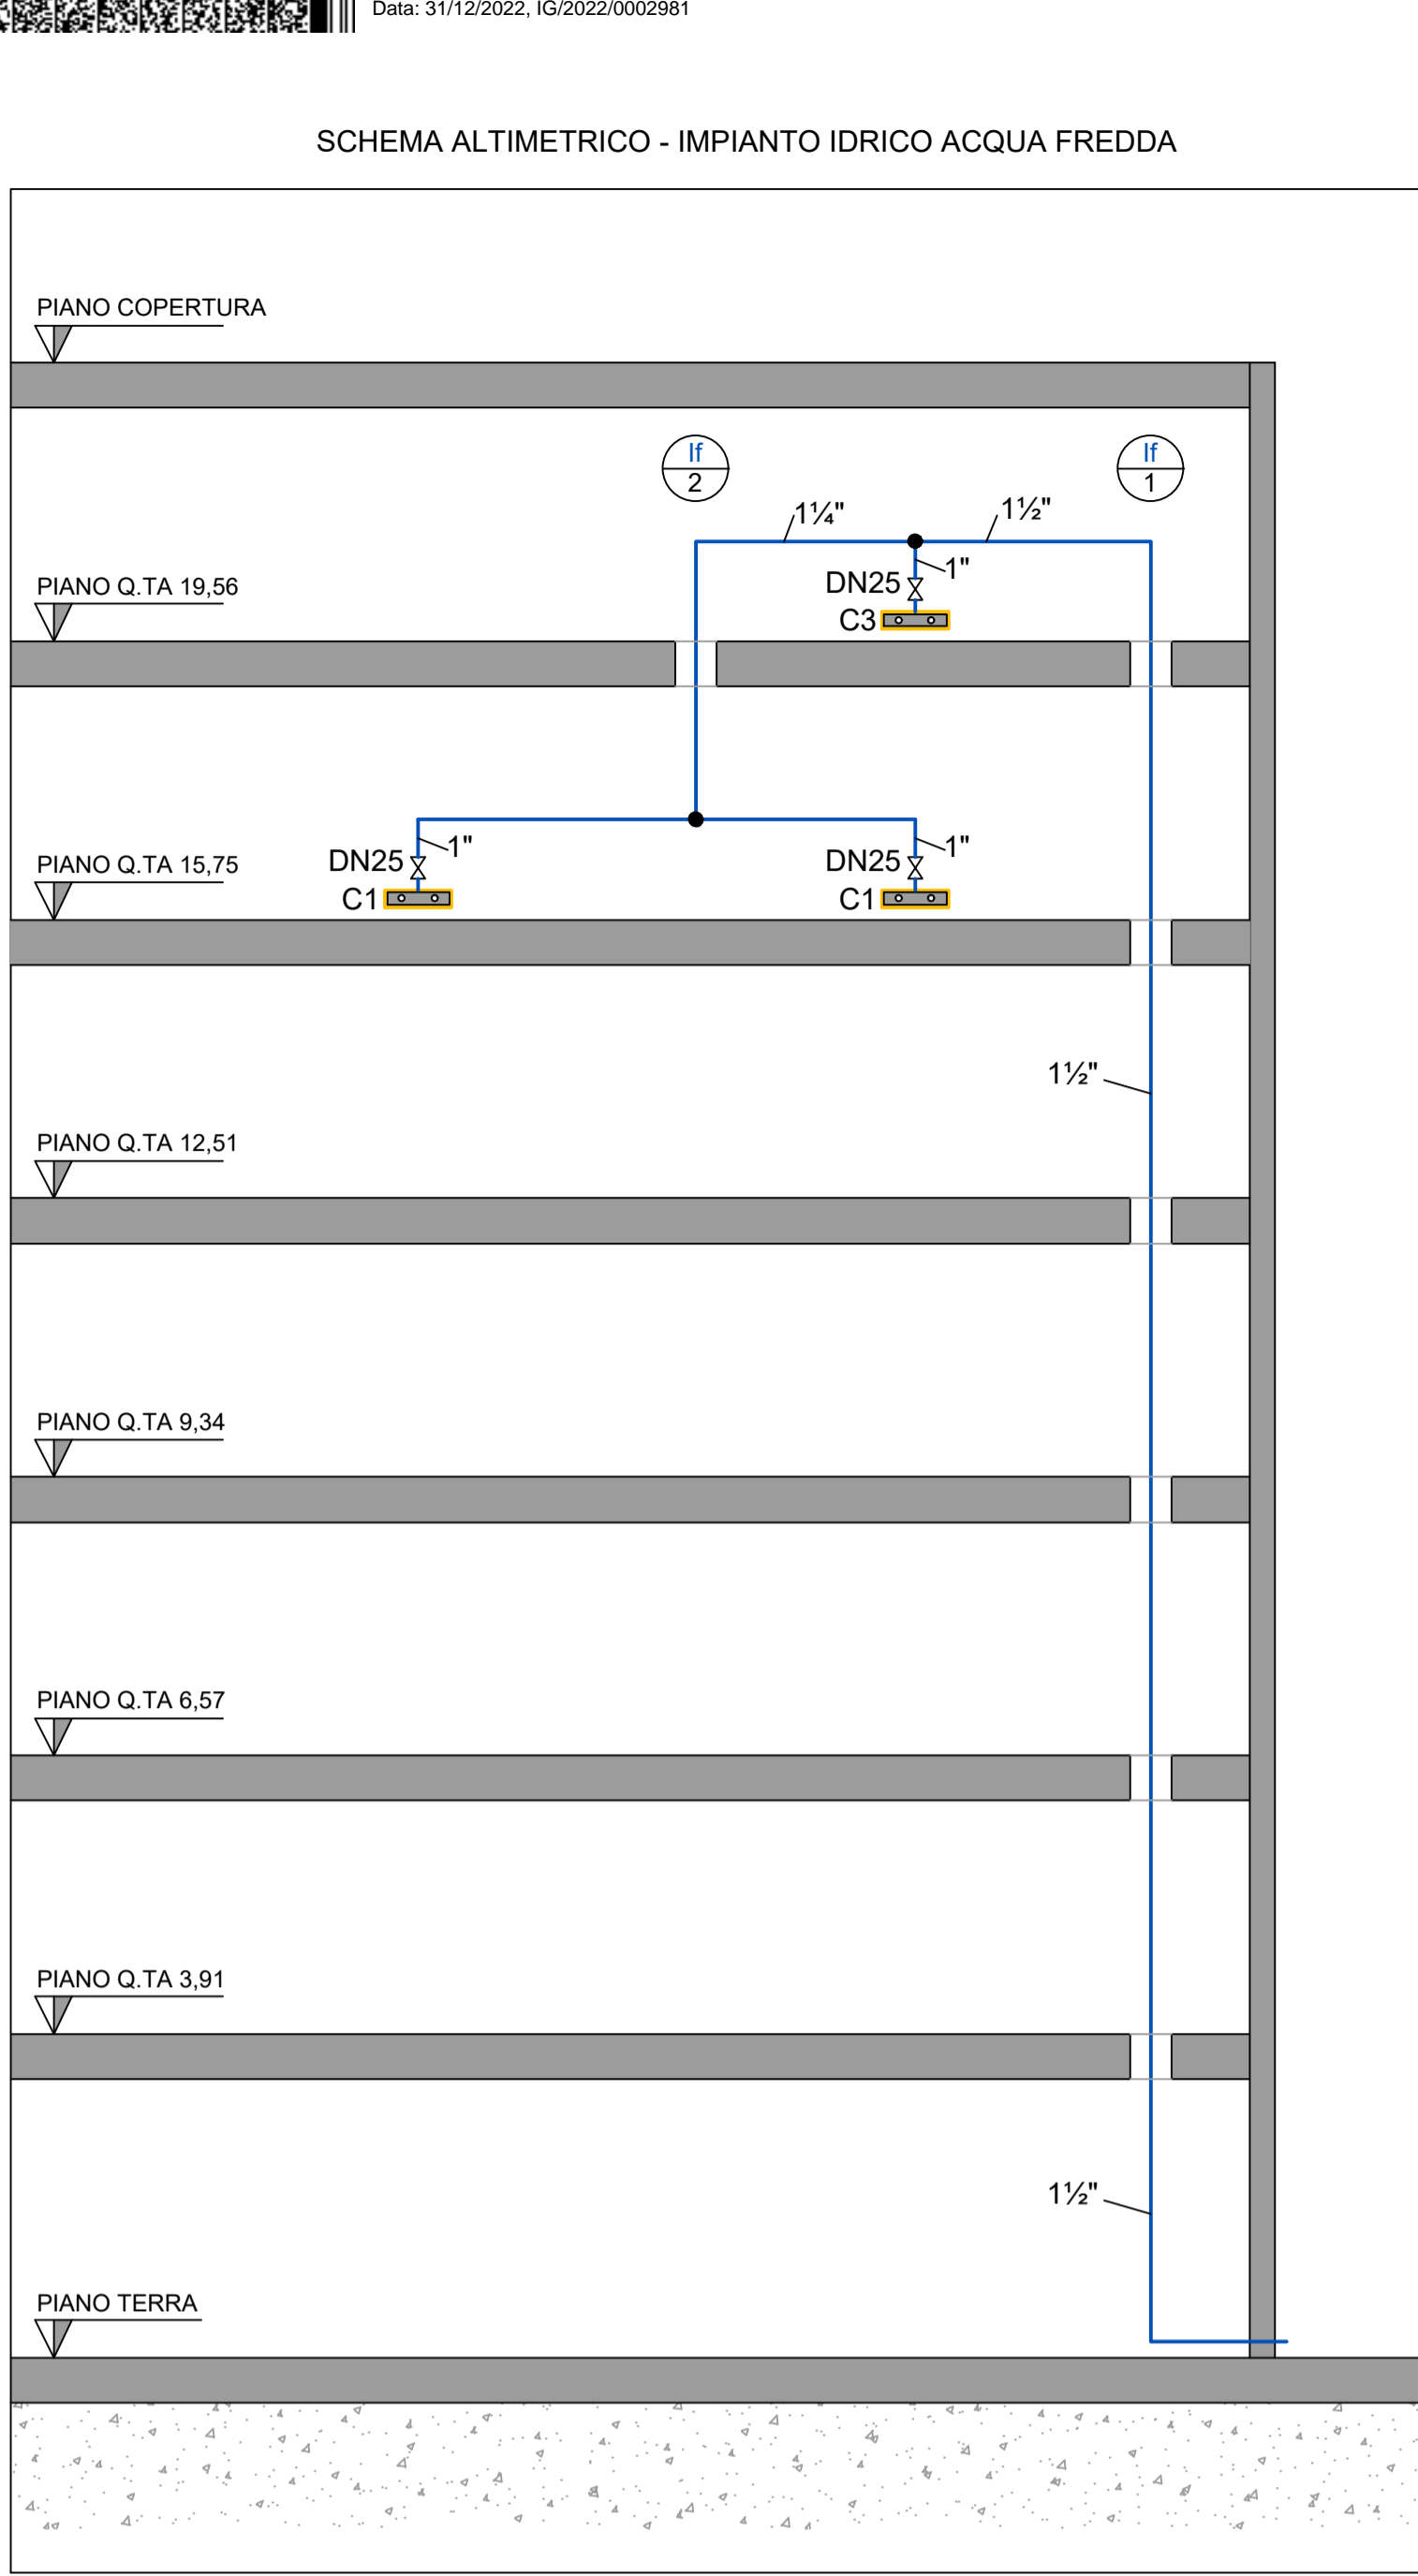 Data: 31/12/2022, IG/2022/0002981
SCHEMA ALTIMETRICO - IMPIANTO IDRICO ACQUA FREDDA
PIANO COPERTURA
If
2
If
1
1¼"
1½"
1"
DN25
C3
PIANO Q.TA 19,56
1"
1"
DN25
DN25
C1
C1
PIANO Q.TA 15,75
1½"
PIANO Q.TA 12,51
PIANO Q.TA 9,34
PIANO Q.TA 6,57
PIANO Q.TA 3,91
1½"
PIANO TERRA